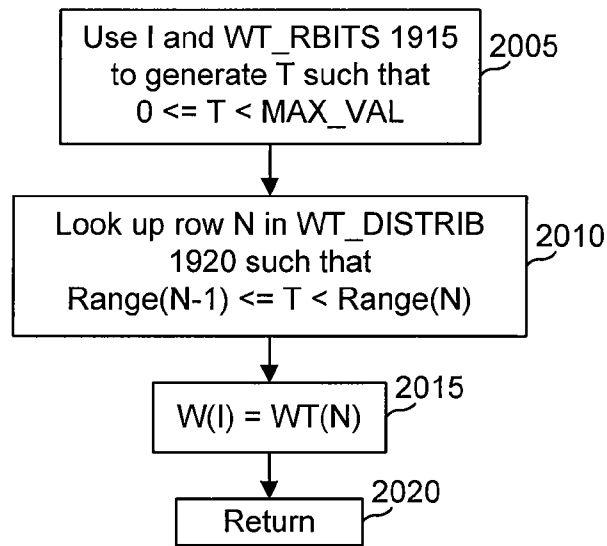 Use I and WT_RBITS 1915
to generate T such that
0 <= T < MAX_VAL
2005
Look up row N in WT_DISTRIB
1920 such that
Range(N-1) <= T < Range(N)
2010
W(I) = WT(N)
2015
Return
2020